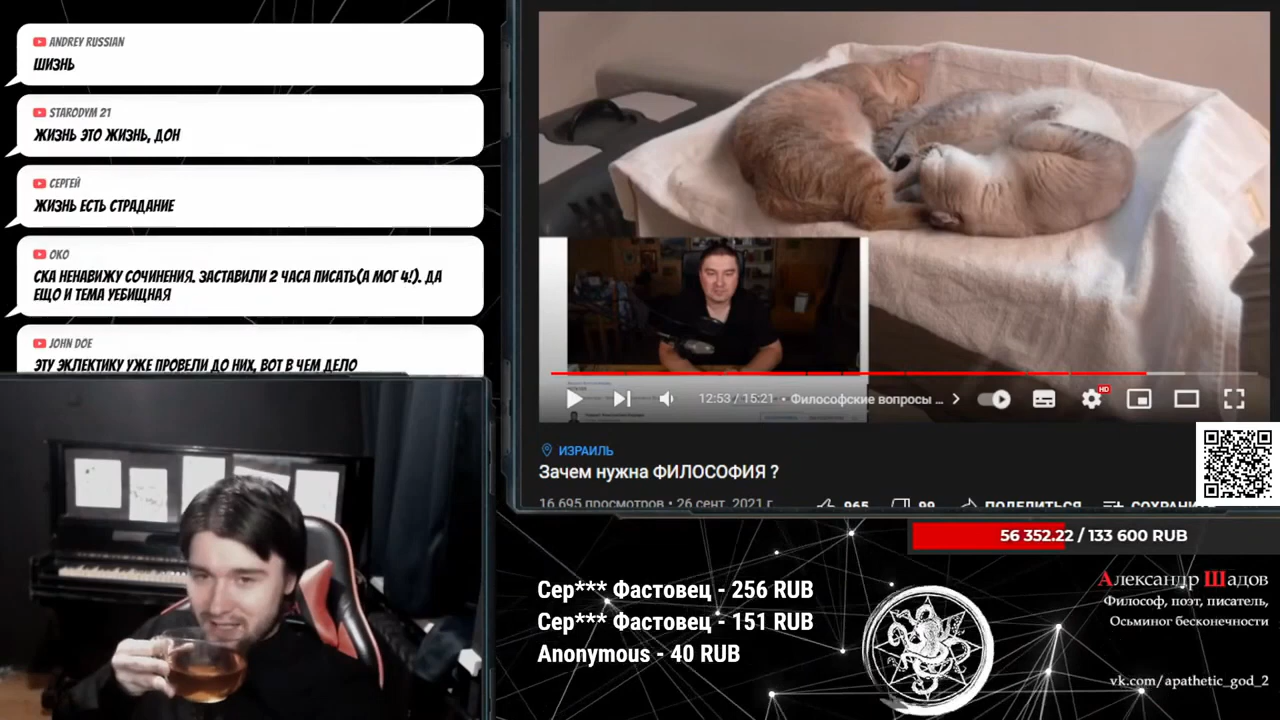 ANDREY RUSSIAN
ШИЗНЬ
STARODYM 21
ЖИЗНЬ ЭТО ЖИЗНЬ, ДОН
СЕРГЕЙ
ЖИЗНЬ ЕСТЬ СТРАДАНИЕ
ОКО
СКА НЕНАВИЖУ СОЧИНЕНИЯ. ЗАСТАВИЛИ 2 ЧАСА ПИСАТЬ(А МОГ 4!). ДА
ЕЩО И ТЕМА УЕБИЩНАЯ
JOHN DOE
ЭТУ ЭКЛЕКТИКУ УЖЕ ПРОВЕЛИ ДО НИХ, ВОТ В ЧЕМ ДЕЛО
12:53 / 15:21 • Философские вопросы ...
HD
ИЗРАИЛЬ
Зачем нужна ФИЛОСОФИЯ ?
16 695 просмотров • 26 сент. 2021 г.
965 99 ПОДЕЛИТЬСЯ СОХРАНИТЬ
56 352.22 / 133 600 RUB
Сер*** Фастовец - 256 RUB
Сер*** Фастовец - 151 RUB
Anonymous - 40 RUB
Александр Шадов
Философ, поэт, писатель,
Осьминог бесконечности
vk.com/apathetic_god_2